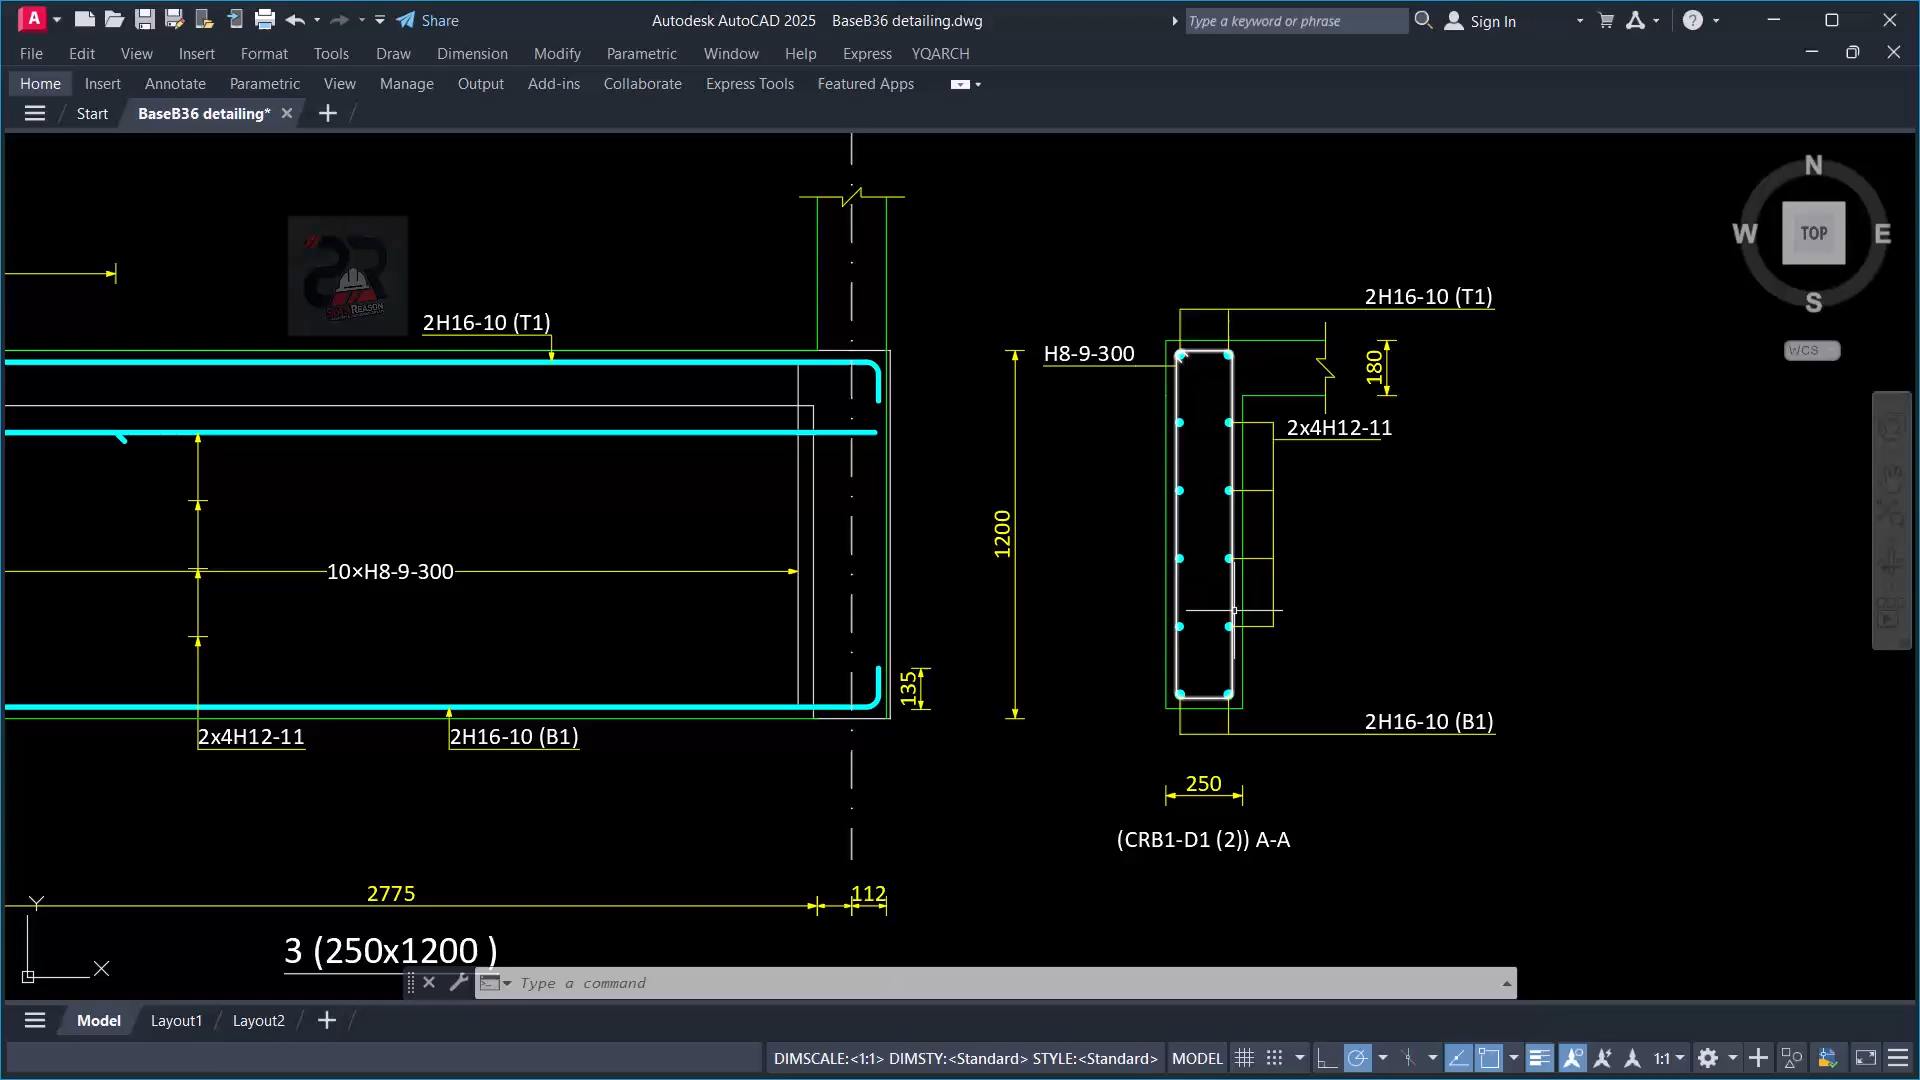 Share
Autodesk AutoCAD 2025 BaseB36 detailing.dwg
Type a keyword or phrase
Sign In
File Edit View Insert Format Tools Draw Dimension Modify Parametric Window Help Express YQARCH
Home Insert Annotate Parametric View Manage Output Add-ins Collaborate Express Tools Featured Apps
Start BaseB36 detailing*
N
W TOP E
S
WCS
2H16-10 (T1)
2H16-10 (T1)
H8-9-300
180
2x4H12-11
1200
10×H8-9-300
135
2x4H12-11 2H16-10 (B1)
2H16-10 (B1)
250
(CRB1-D1 (2)) A-A
2775 112
3 (250x1200 )
Y
X
Type a command
Model Layout1 Layout2
DIMSCALE:<1:1> DIMSTY:<Standard> STYLE:<Standard> MODEL 1:1